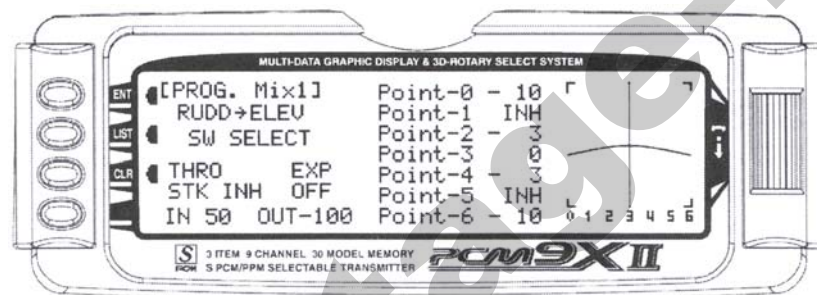 MULTI-DATA GRAPHIC DISPLAY & 3D-ROTARY SELECT SYSTEM
ENT
LIST
CLR
[PROG. Mix1]
RUDD→ELEV
SW SELECT
THRO EXP
STK INH OFF
IN 50 OUT-100
Point-0 - 10
Point-1 INH
Point-2 - 3
Point-3 0
Point-4 - 3
Point-5 INH
Point-6 - 10
0 1 2 3 4 5 6
S 3 ITEM 9 CHANNEL 30 MODEL MEMORY
S PCM/PPM SELECTABLE TRANSMITTER
PCM9X II